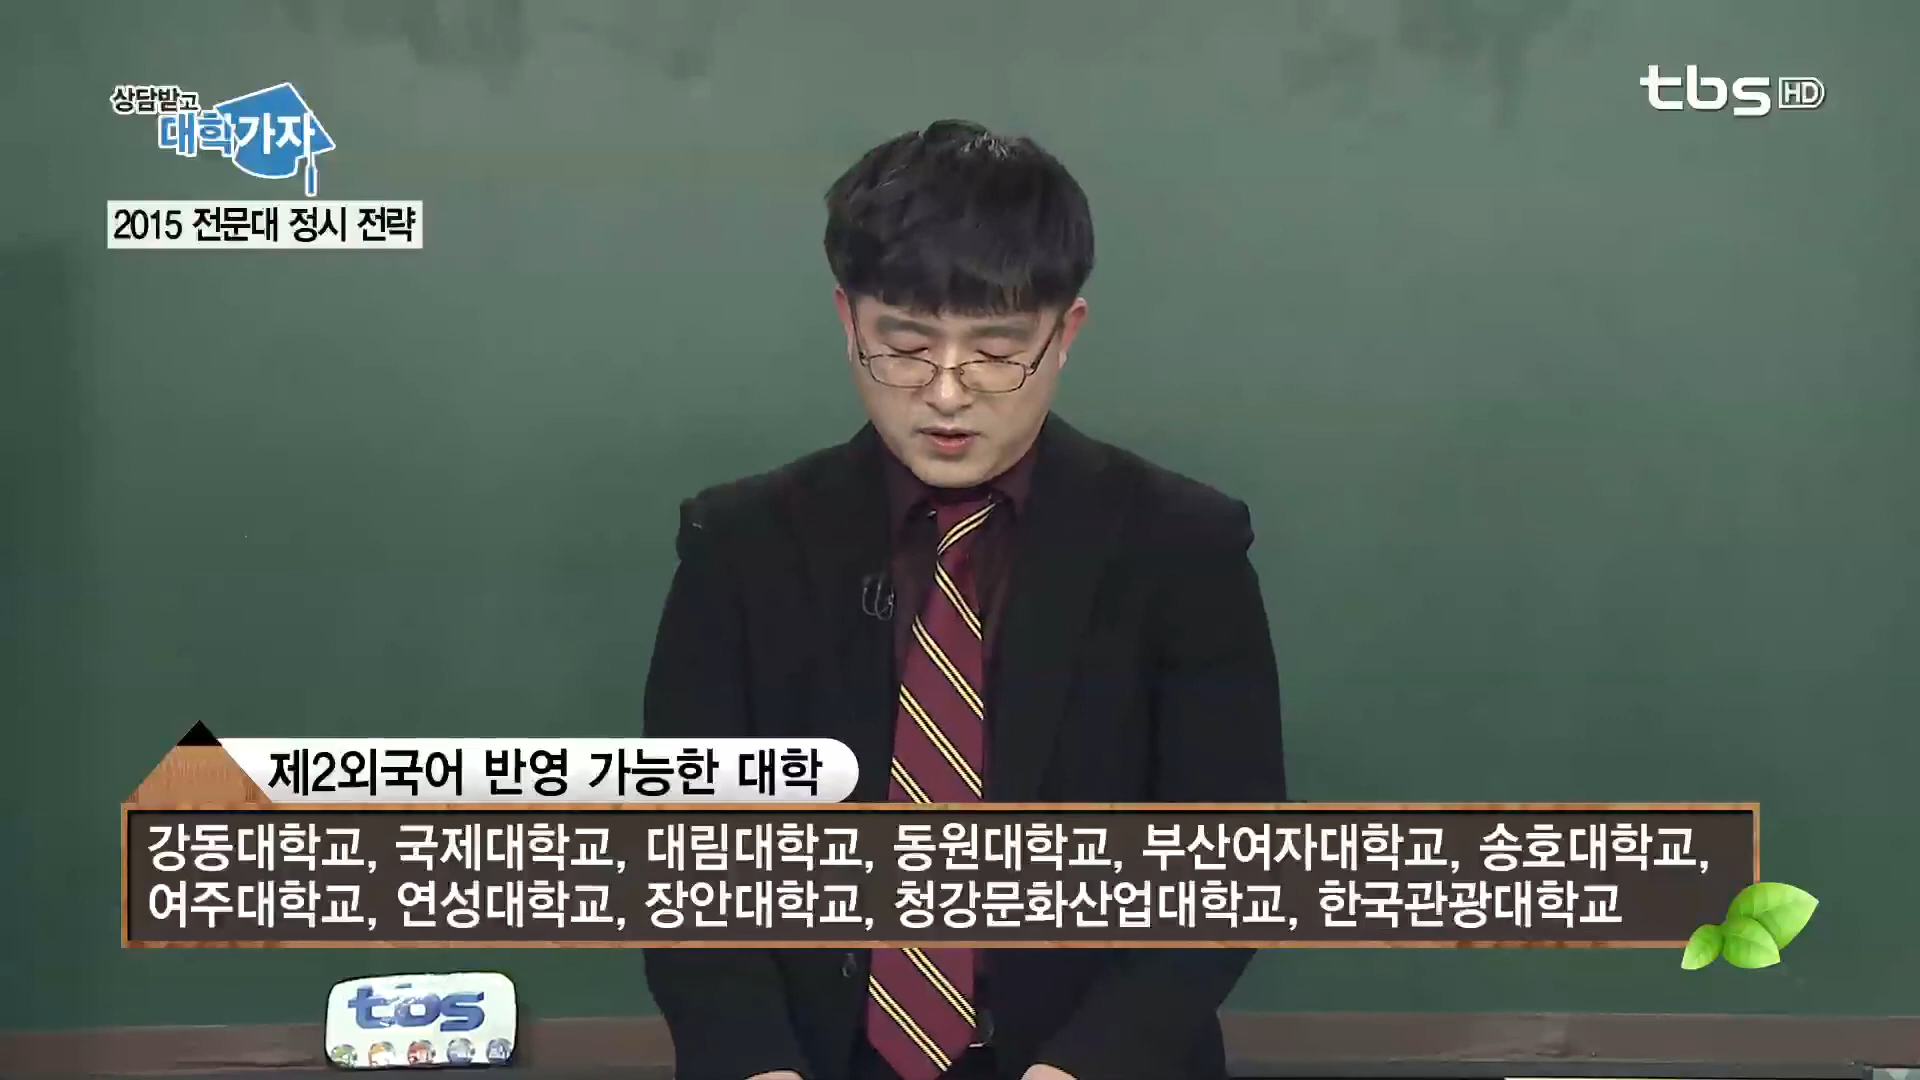 상담받고
대학가자
tbs HD
2015 전문대 정시 전략
제2외국어 반영 가능한 대학
강동대학교, 국제대학교, 대림대학교, 동원대학교, 부산여자대학교, 송호대학교,
여주대학교, 연성대학교, 장안대학교, 청강문화산업대학교, 한국관광대학교
tbs